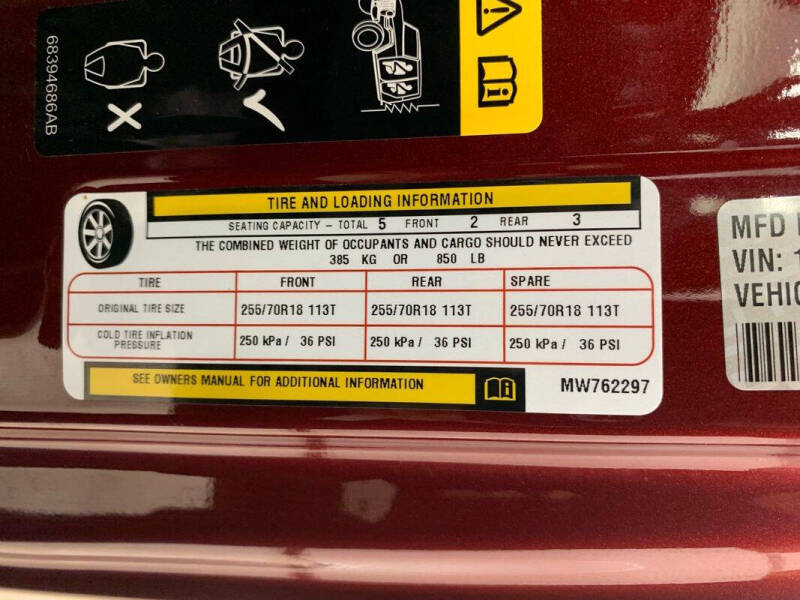 68394686AB
TIRE AND LOADING INFORMATION
SEATING CAPACITY – TOTAL 5 FRONT 2 REAR 3
THE COMBINED WEIGHT OF OCCUPANTS AND CARGO SHOULD NEVER EXCEED
385 KG OR 850 LB
TIRE FRONT REAR SPARE
ORIGINAL TIRE SIZE 255/70R18 113T 255/70R18 113T 255/70R18 113T
COLD TIRE INFLATION
PRESSURE 250 kPa / 36 PSI 250 kPa / 36 PSI 250 kPa / 36 PSI
SEE OWNERS MANUAL FOR ADDITIONAL INFORMATION
MW762297
MFD
VIN: 1